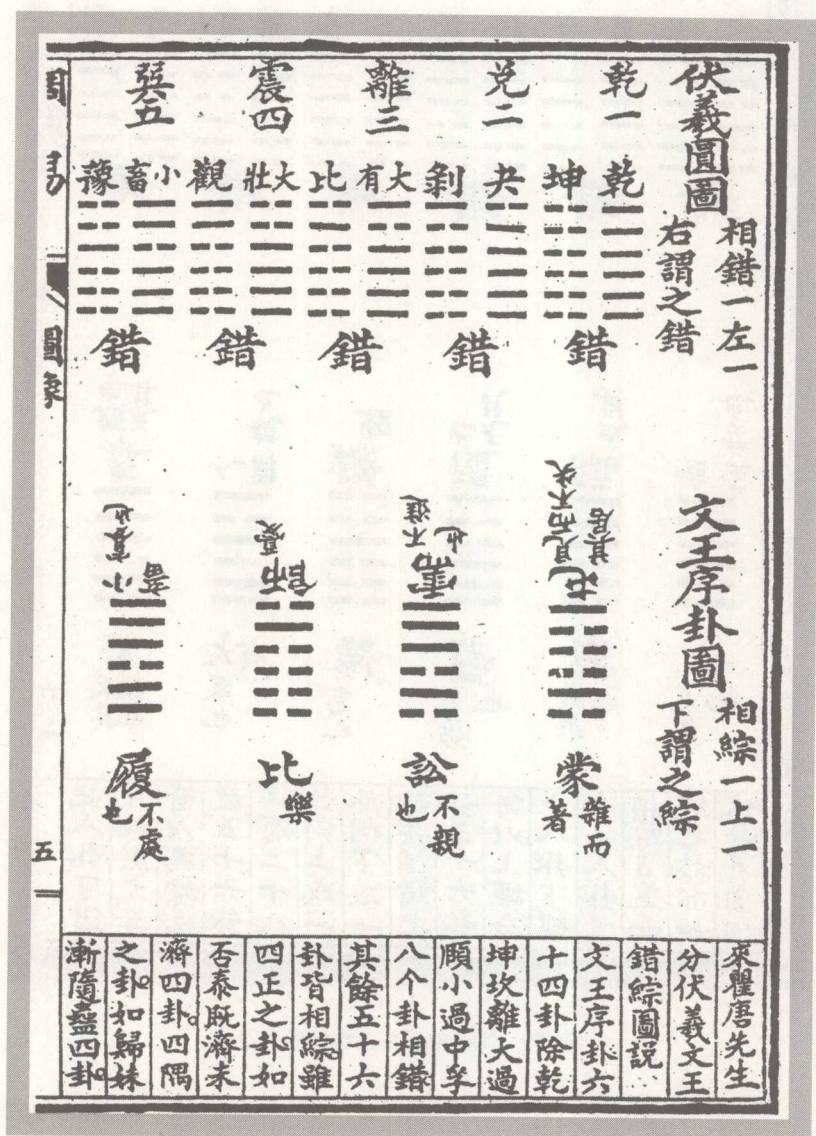 伏羲圓圖
相錯一左一
右謂之錯
乾一
乾
坤
錯
兌二
夬
剝
錯
離三
大有
比
錯
震四
大壯
觀
錯
巽五
小畜
豫
錯
文王序卦圖
相綜一上一
下謂之綜
屯見而不失
其居
蒙雜而
著
需不進
也
訟不親
也
師憂
比樂
小畜寡也
履不處
也
來瞿唐先生
分伏羲文王
錯綜圖說
文王序卦六
十四卦除乾
坤坎離大過
頤小過中孚
八个卦相錯
其餘五十六
卦皆相綜雖
四正之卦如
否泰既濟未
濟四卦四隅
之卦如歸妹
漸隨蠱四卦
周易
圖象
五